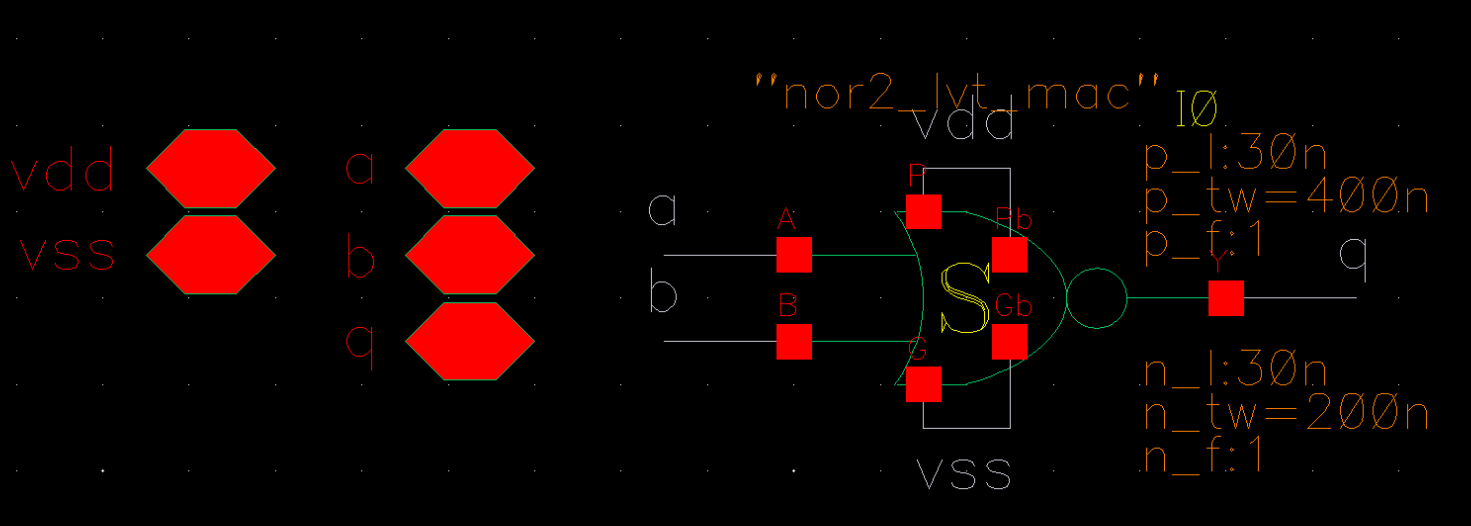 "nor2_lvt_mac"
I0
vdd
vdd
a
p_l:30n
P
p_tw=400n
a
A
Pb
p_f:1
vss
b
Y
q
b
B
S
Gb
q
G
n_l:30n
n_tw=200n
n_f:1
vss